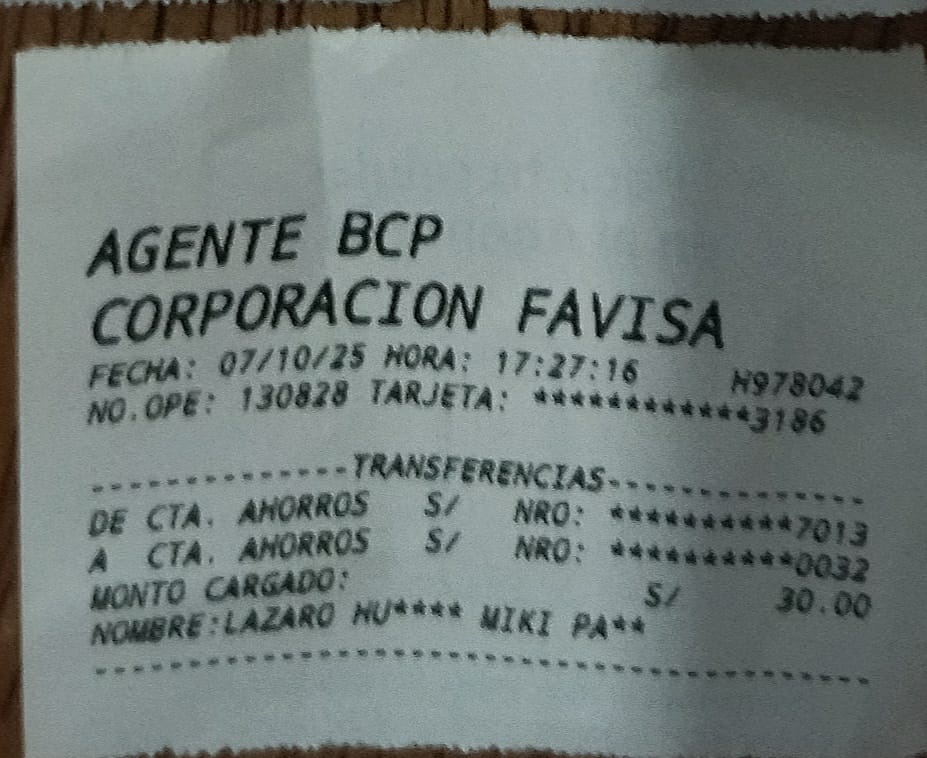 AGENTE BCP
CORPORACION FAVISA
FECHA: 07/10/25 HORA: 17:27:16 H978042
NO.OPE: 130828 TARJETA: ************3186
--------------TRANSFERENCIAS--------------
DE CTA. AHORROS S/ NRO: **********7013
A CTA. AHORROS S/ NRO: **********0032
MONTO CARGADO: S/ 30.00
NOMBRE:LAZARO HU**** MIKI PA**
------------------------------------------